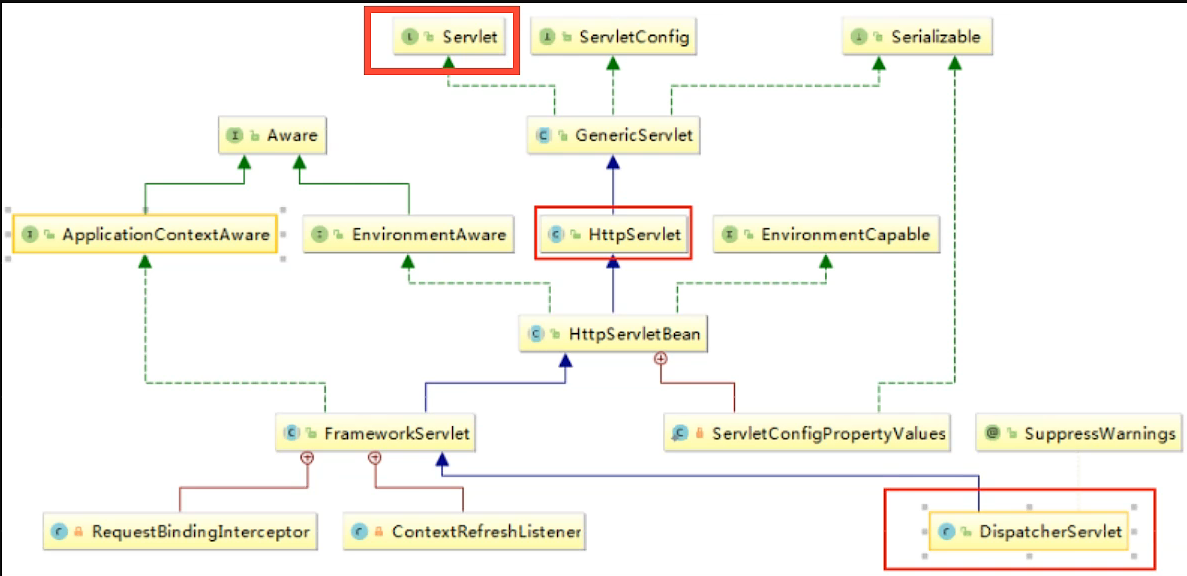 Servlet
ServletConfig
Serializable
Aware
GenericServlet
ApplicationContextAware
EnvironmentAware
HttpServlet
EnvironmentCapable
HttpServletBean
FrameworkServlet
ServletConfigPropertyValues
SuppressWarnings
RequestBindingInterceptor
ContextRefreshListener
DispatcherServlet